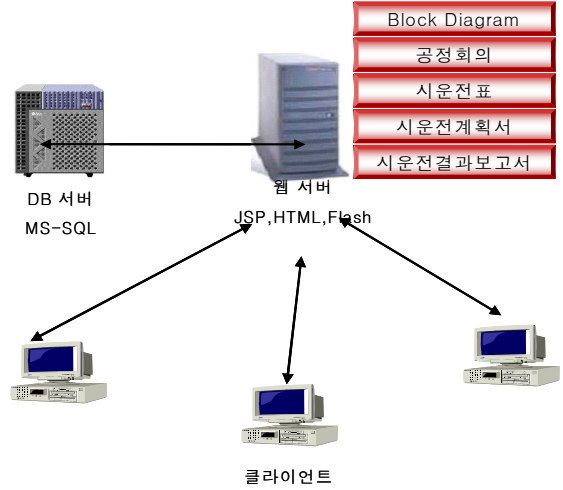 Block Diagram
공정회의
시운전표
시운전계획서
시운전결과보고서
DB 서버
MS-SQL
웹 서버
JSP,HTML,Flash
클라이언트